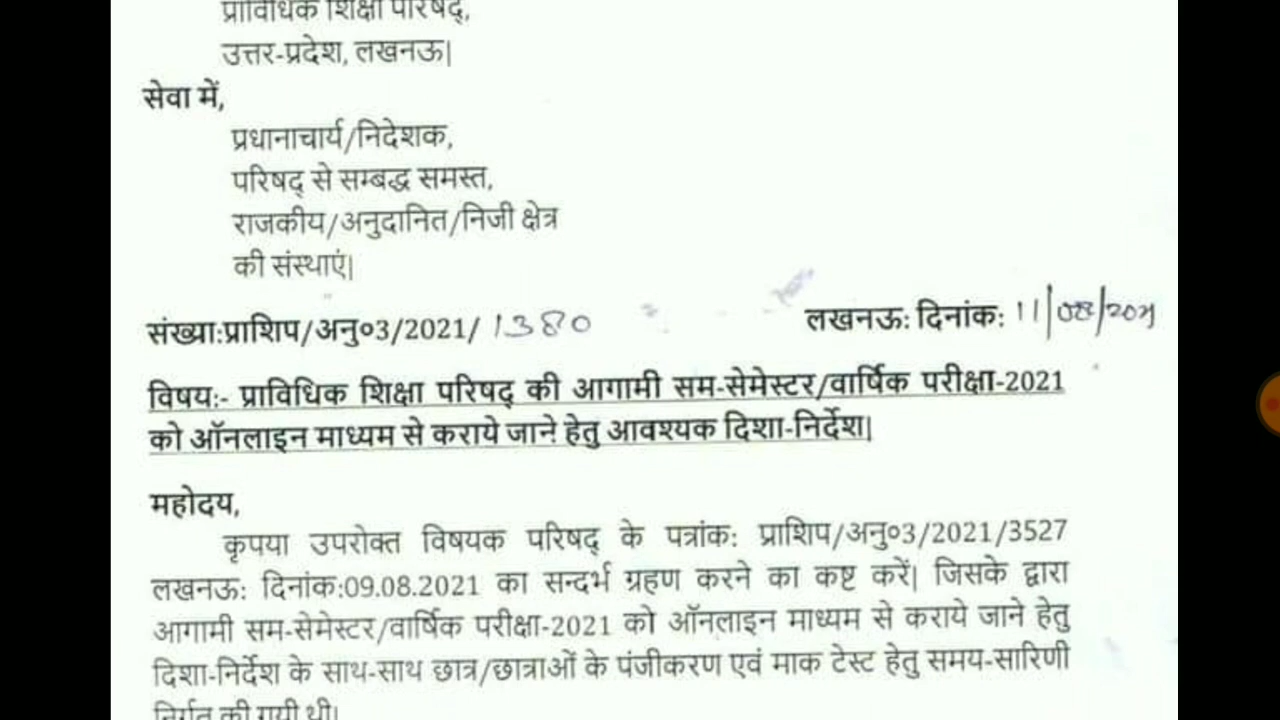 प्राविधिक शिक्षा परिषद्,
उत्तर-प्रदेश, लखनऊ|
सेवा में,
प्रधानाचार्य/निदेशक,
परिषद् से सम्बद्ध समस्त,
राजकीय/अनुदानित/निजी क्षेत्र
की संस्थाएं|
संख्या:प्राशिप/अनु०3/2021/ 1380 लखनऊ: दिनांक: 11/08/2021
विषय:- प्राविधिक शिक्षा परिषद् की आगामी सम-सेमेस्टर/वार्षिक परीक्षा-2021
को ऑनलाइन माध्यम से कराये जाने हेतु आवश्यक दिशा-निर्देश|
महोदय,
कृपया उपरोक्त विषयक परिषद् के पत्रांक: प्राशिप/अनु०3/2021/3527
लखनऊ: दिनांक:09.08.2021 का सन्दर्भ ग्रहण करने का कष्ट करें| जिसके द्वारा
आगामी सम-सेमेस्टर/वार्षिक परीक्षा-2021 को ऑनलाइन माध्यम से कराये जाने हेतु
दिशा-निर्देश के साथ-साथ छात्र/छात्राओं के पंजीकरण एवं माक टेस्ट हेतु समय-सारिणी
निर्गत की गयी थी|